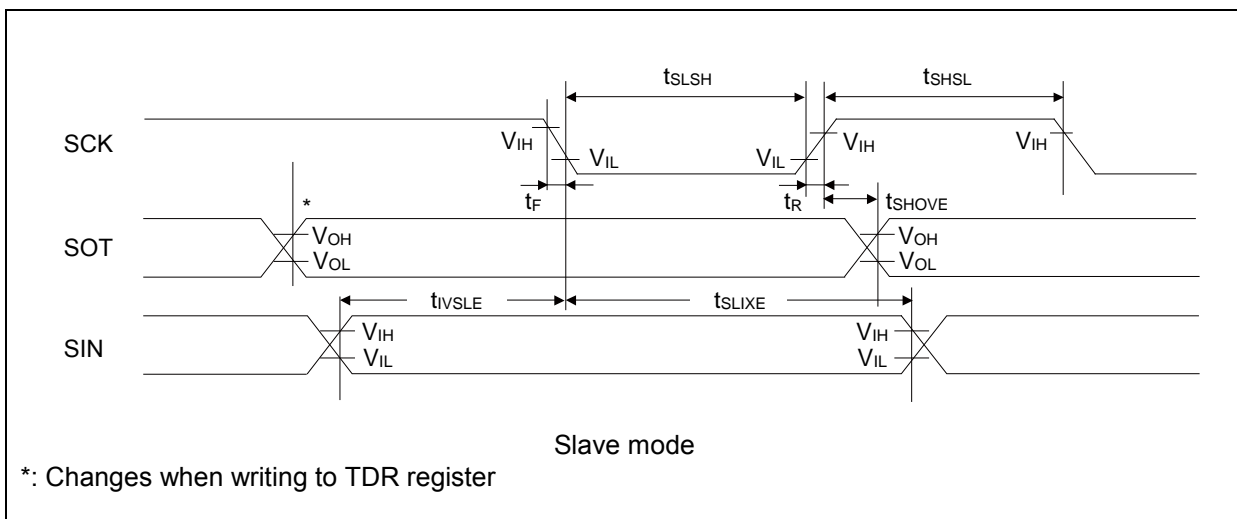 tSLSH tSHSL
SCK VIH VIL VIL VIH VIH
tF tR tSHOVE
*
SOT VOH VOH
VOL VOL
tIVSLE tSLIXE
VIH VIH
SIN
VIL VIL
Slave mode
*: Changes when writing to TDR register